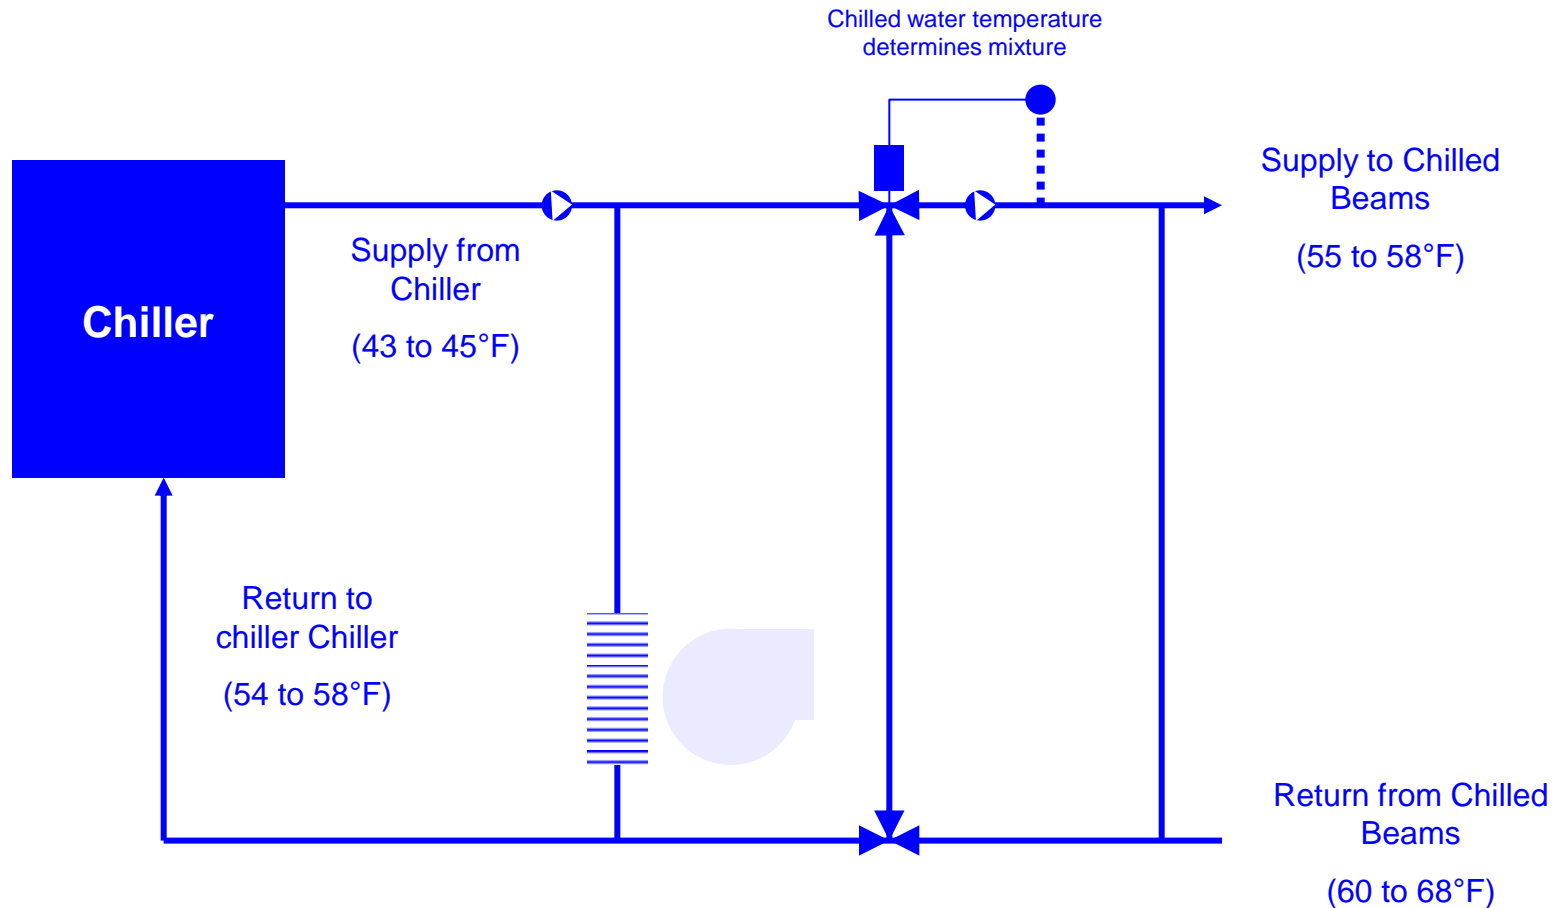 Chilled water temperature
determines mixture
Supply to Chilled
Beams
(55 to 58°F)
Supply from
Chiller
(43 to 45°F)
Chiller
Return to
chiller Chiller
(54 to 58°F)
Return from Chilled
Beams
(60 to 68°F)